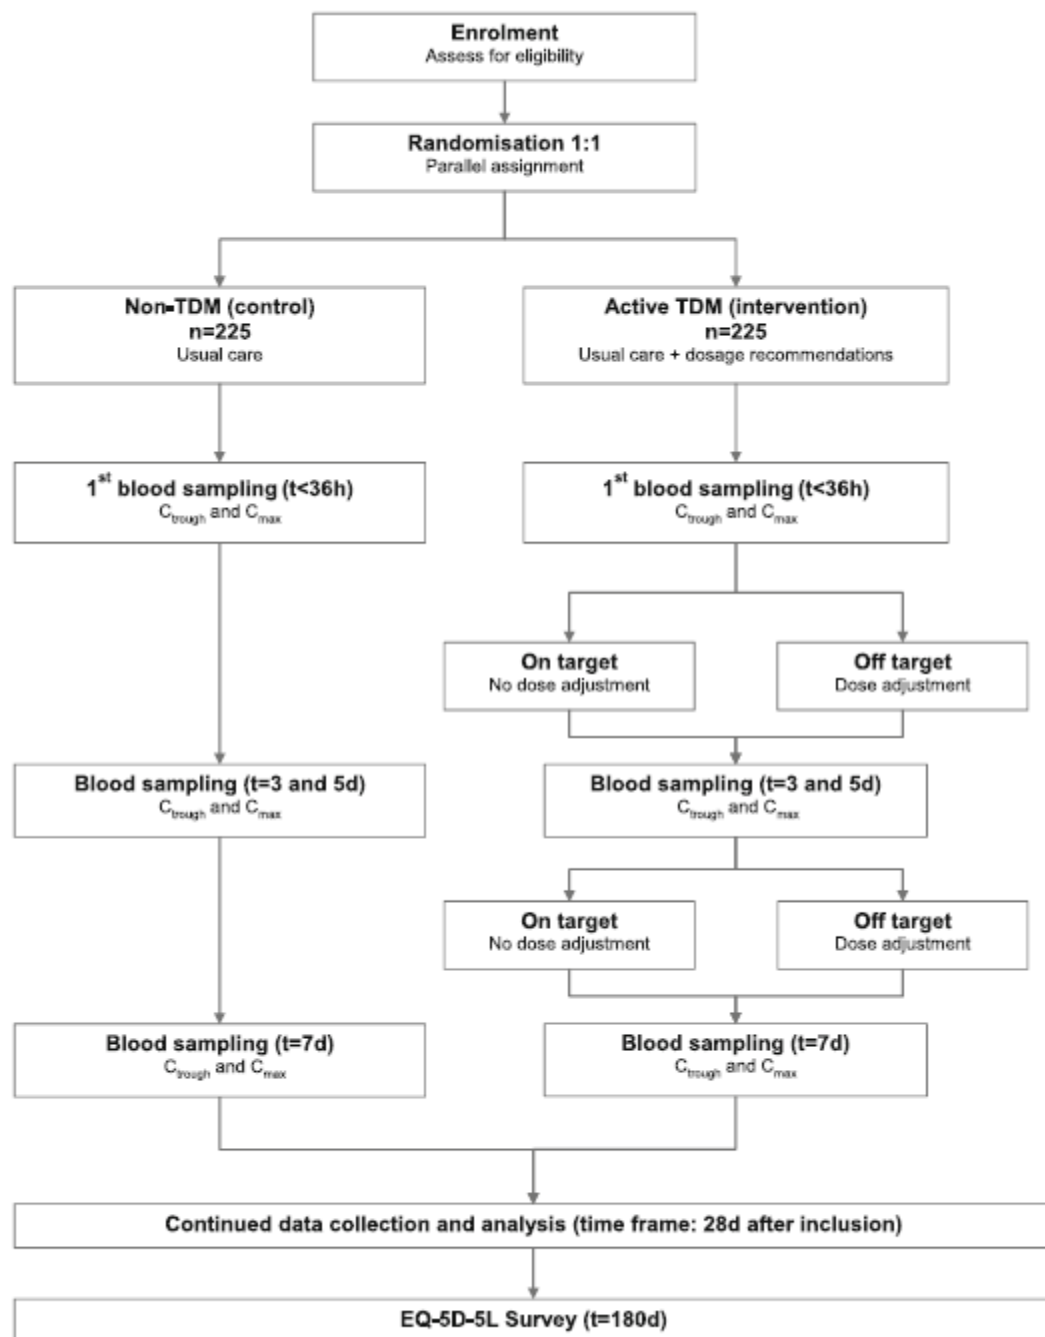 Enrolment
Assess for eligibility
Randomisation 1:1
Parallel assignment
Non-TDM (control)
n=225
Usual care
Active TDM (intervention)
n=225
Usual care + dosage recommendations
1st blood sampling (t<36h)
Ctrough and Cmax
1st blood sampling (t<36h)
Ctrough and Cmax
On target
No dose adjustment
Off target
Dose adjustment
Blood sampling (t=3 and 5d)
Ctrough and Cmax
Blood sampling (t=3 and 5d)
Ctrough and Cmax
On target
No dose adjustment
Off target
Dose adjustment
Blood sampling (t=7d)
Ctrough and Cmax
Blood sampling (t=7d)
Ctrough and Cmax
Continued data collection and analysis (time frame: 28d after inclusion)
EQ-5D-5L Survey (t=180d)